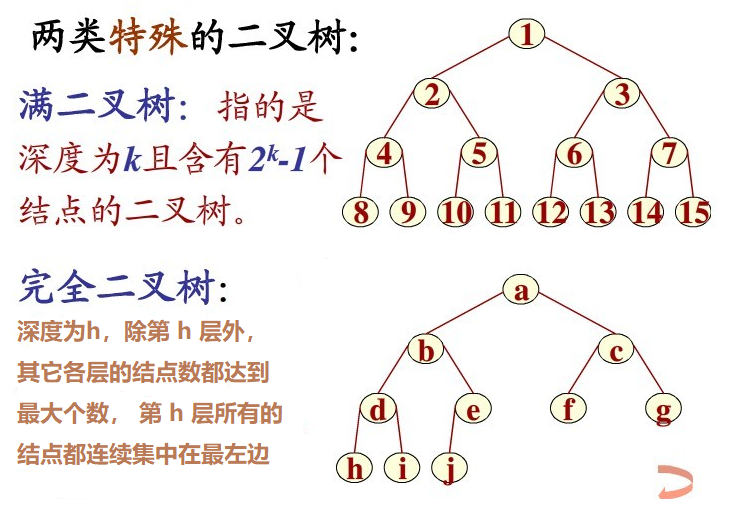 两类特殊的二叉树：
满二叉树： 指的是
深度为k且含有2ᵏ-1个
结点的二叉树。
1
2 3
4 5 6 7
8 9 10 11 12 13 14 15
完全二叉树：
深度为h，除第 h 层外，
其它各层的结点数都达到
最大个数， 第 h 层所有的
结点都连续集中在最左边
a
b c
d e f g
h i j